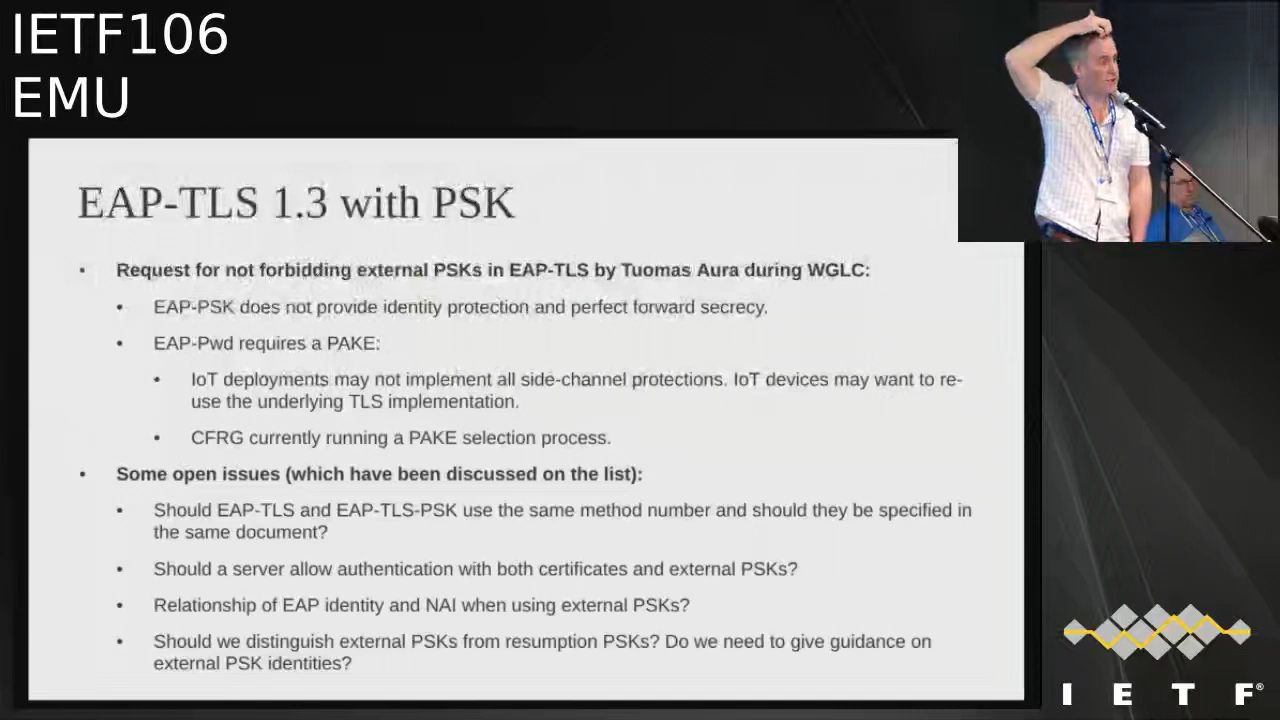 IETF106
EMU
EAP-TLS 1.3 with PSK
• Request for not forbidding external PSKs in EAP-TLS by Tuomas Aura during WGLC:
• EAP-PSK does not provide identity protection and perfect forward secrecy.
• EAP-Pwd requires a PAKE:
• IoT deployments may not implement all side-channel protections. IoT devices may want to re-
use the underlying TLS implementation.
• CFRG currently running a PAKE selection process.
• Some open issues (which have been discussed on the list):
• Should EAP-TLS and EAP-TLS-PSK use the same method number and should they be specified in
the same document?
• Should a server allow authentication with both certificates and external PSKs?
• Relationship of EAP identity and NAI when using external PSKs?
• Should we distinguish external PSKs from resumption PSKs? Do we need to give guidance on
external PSK identities?
I E T F®